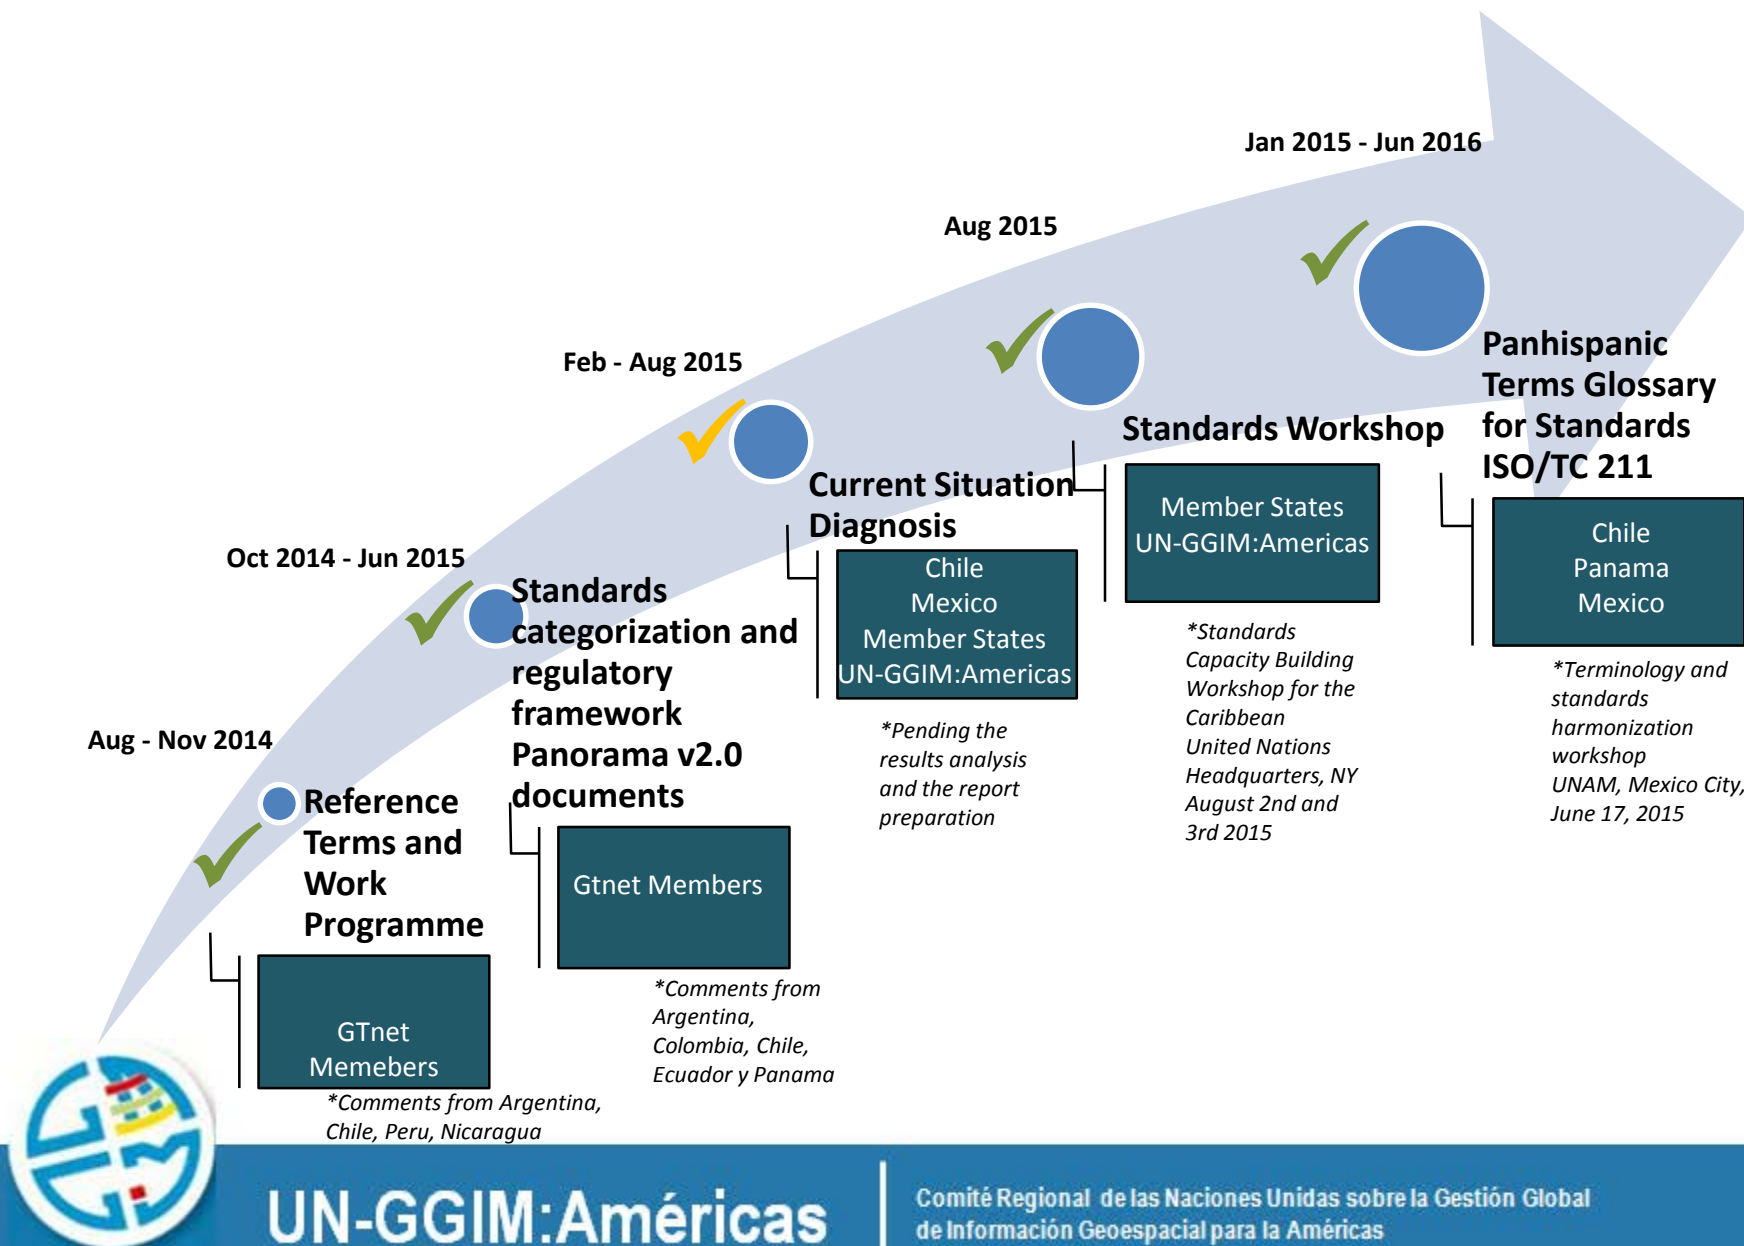 Aug - Nov 2014
Reference
Terms and
Work
Programme
GTnet
Memebers
*Comments from Argentina,
Chile, Peru, Nicaragua
Oct 2014 - Jun 2015
Standards
categorization and
regulatory
framework
Panorama v2.0
documents
Gtnet Members
*Comments from
Argentina,
Colombia, Chile,
Ecuador y Panama
Feb - Aug 2015
Current Situation
Diagnosis
Chile
Mexico
Member States
UN-GGIM:Americas
*Pending the
results analysis
and the report
preparation
Aug 2015
Standards Workshop
Member States
UN-GGIM:Americas
*Standards
Capacity Building
Workshop for the
Caribbean
United Nations
Headquarters, NY
August 2nd and
3rd 2015
Jan 2015 - Jun 2016
Panhispanic
Terms Glossary
for Standards
ISO/TC 211
Chile
Panama
Mexico
*Terminology and
standards
harmonization
workshop
UNAM, Mexico City,
June 17, 2015
UN-GGIM:Américas
Comité Regional de las Naciones Unidas sobre la Gestión Global
de Información Geoespacial para la Américas